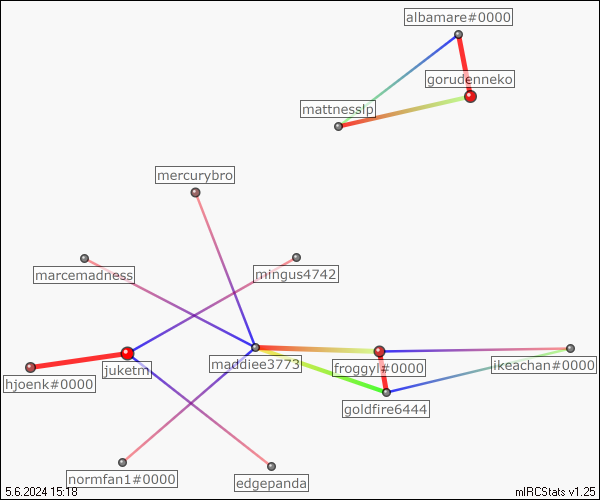 albamare#0000
gorudenneko
mattnesslp
mercurybro
marcemadness
mingus4742
maddiee3773
froggyl#0000
ikeachan#0000
juketm
hjoenk#0000
goldfire6444
normfan1#0000
edgepanda
5.6.2024 15:18
mIRCStats v1.25